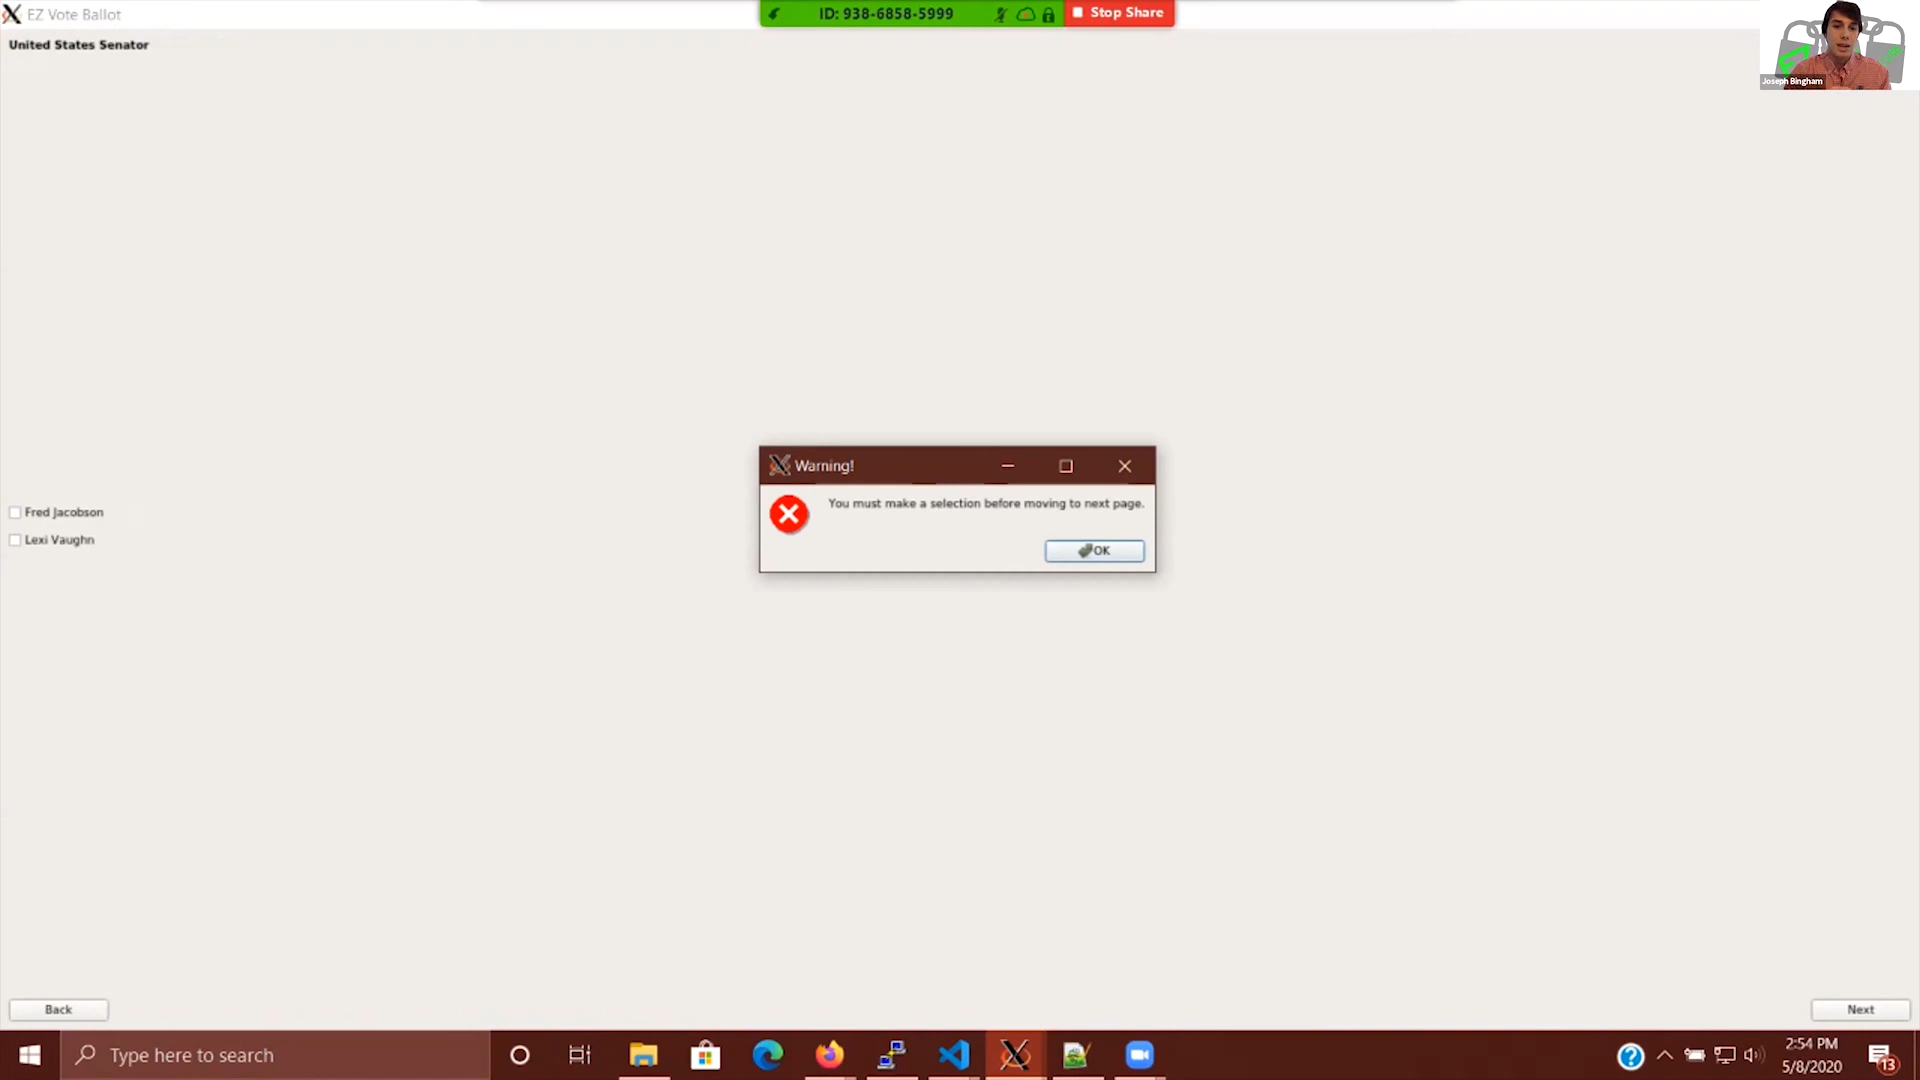 EZ Vote Ballot
ID: 938-6858-5999
Stop Share
United States Senator
Joseph Bingham
Warning!
You must make a selection before moving to next page.
OK
Fred Jacobson
Lexi Vaughn
Back
Next
Type here to search
2:54 PM
5/8/2020
13